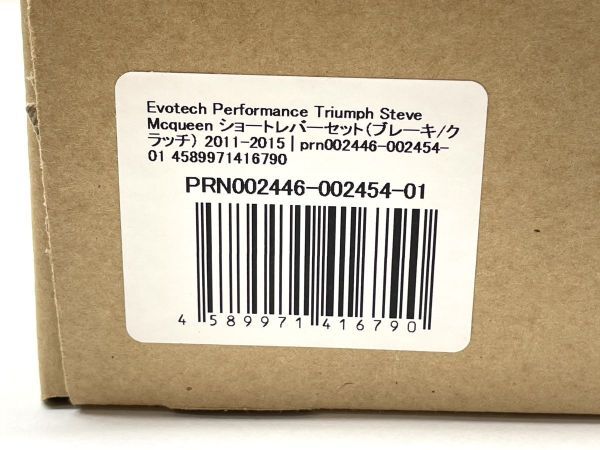 Evotech Performance Triumph Steve
Mcqueen ショートレバーセット(ブレーキ/ク
ラッチ) 2011-2015 | prn002446-002454-
01 4589971416790
PRN002446-002454-01
4 589971 416790